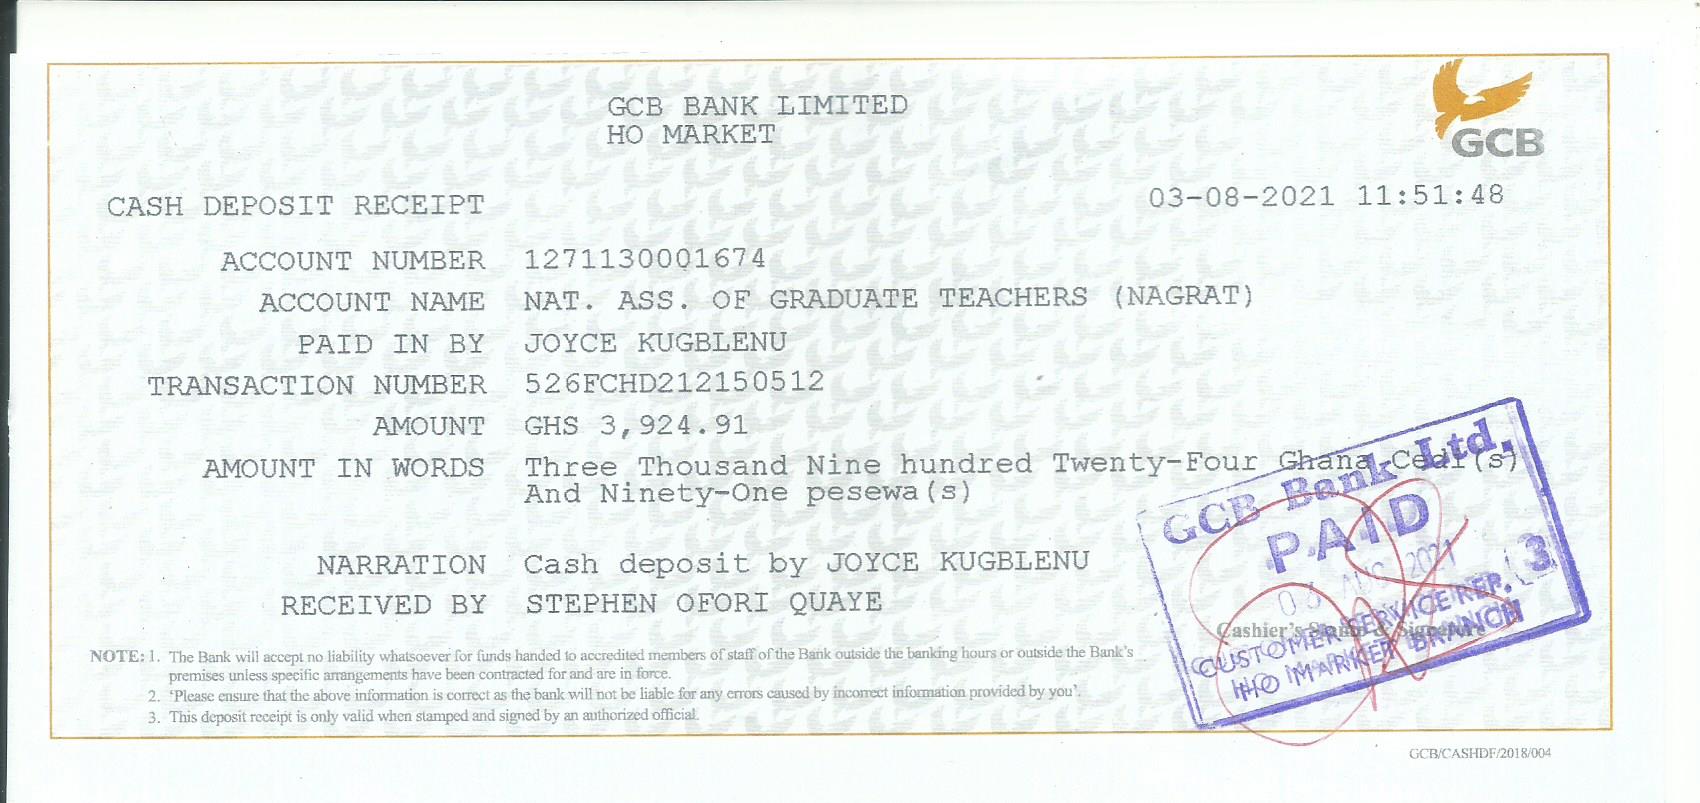 GCB BANK LIMITED
HO MARKET
GCB
CASH DEPOSIT RECEIPT
03-08-2021 11:51:48
ACCOUNT NUMBER 1271130001674
ACCOUNT NAME NAT. ASS. OF GRADUATE TEACHERS (NAGRAT)
PAID IN BY JOYCE KUGBLENU
TRANSACTION NUMBER 526FCHD212150512
AMOUNT GHS 3,924.91
AMOUNT IN WORDS Three Thousand Nine hundred Twenty-Four Ghana Cedi(s)
And Ninety-One pesewa(s)
NARRATION Cash deposit by JOYCE KUGBLENU
RECEIVED BY STEPHEN OFORI QUAYE
GCB Bank Ltd,
PAID
03 AUG 2021
Cashier's Stamp & Signature
CUSTOMER SERVICE REP. 3
HO MARKET BRANCH
NOTE: 1. The Bank will accept no liability whatsoever for funds handed to accredited members of staff of the Bank outside the banking hours or outside the Bank's
premises unless specific arrangements have been contracted for and are in force.
2. 'Please ensure that the above information is correct as the bank will not be liable for any errors caused by incorrect information provided by you'.
3. This deposit receipt is only valid when stamped and signed by an authorized official.
GCB/CASHDF/2018/004